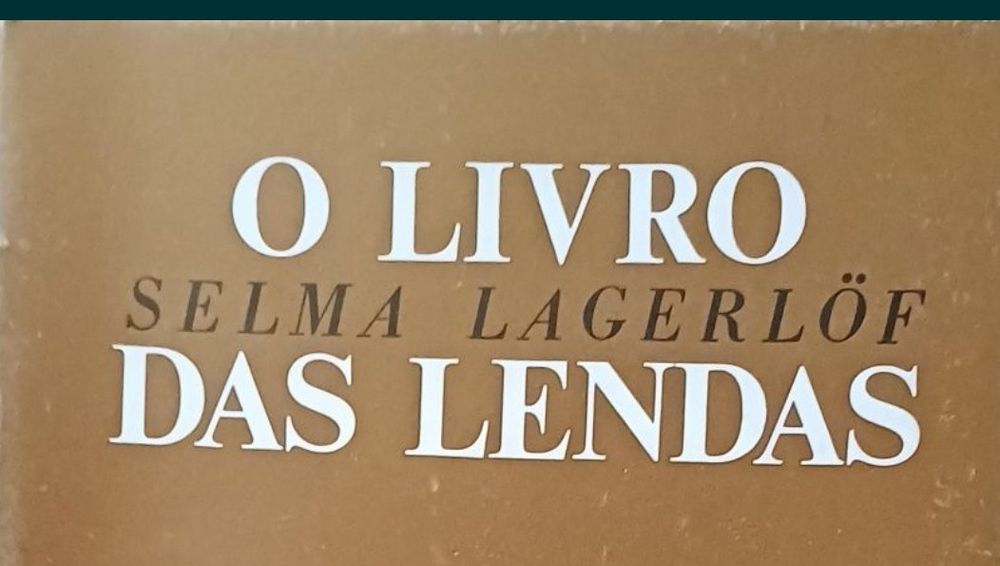 O LIVRO
SELMA LAGERLÖF
DAS LENDAS